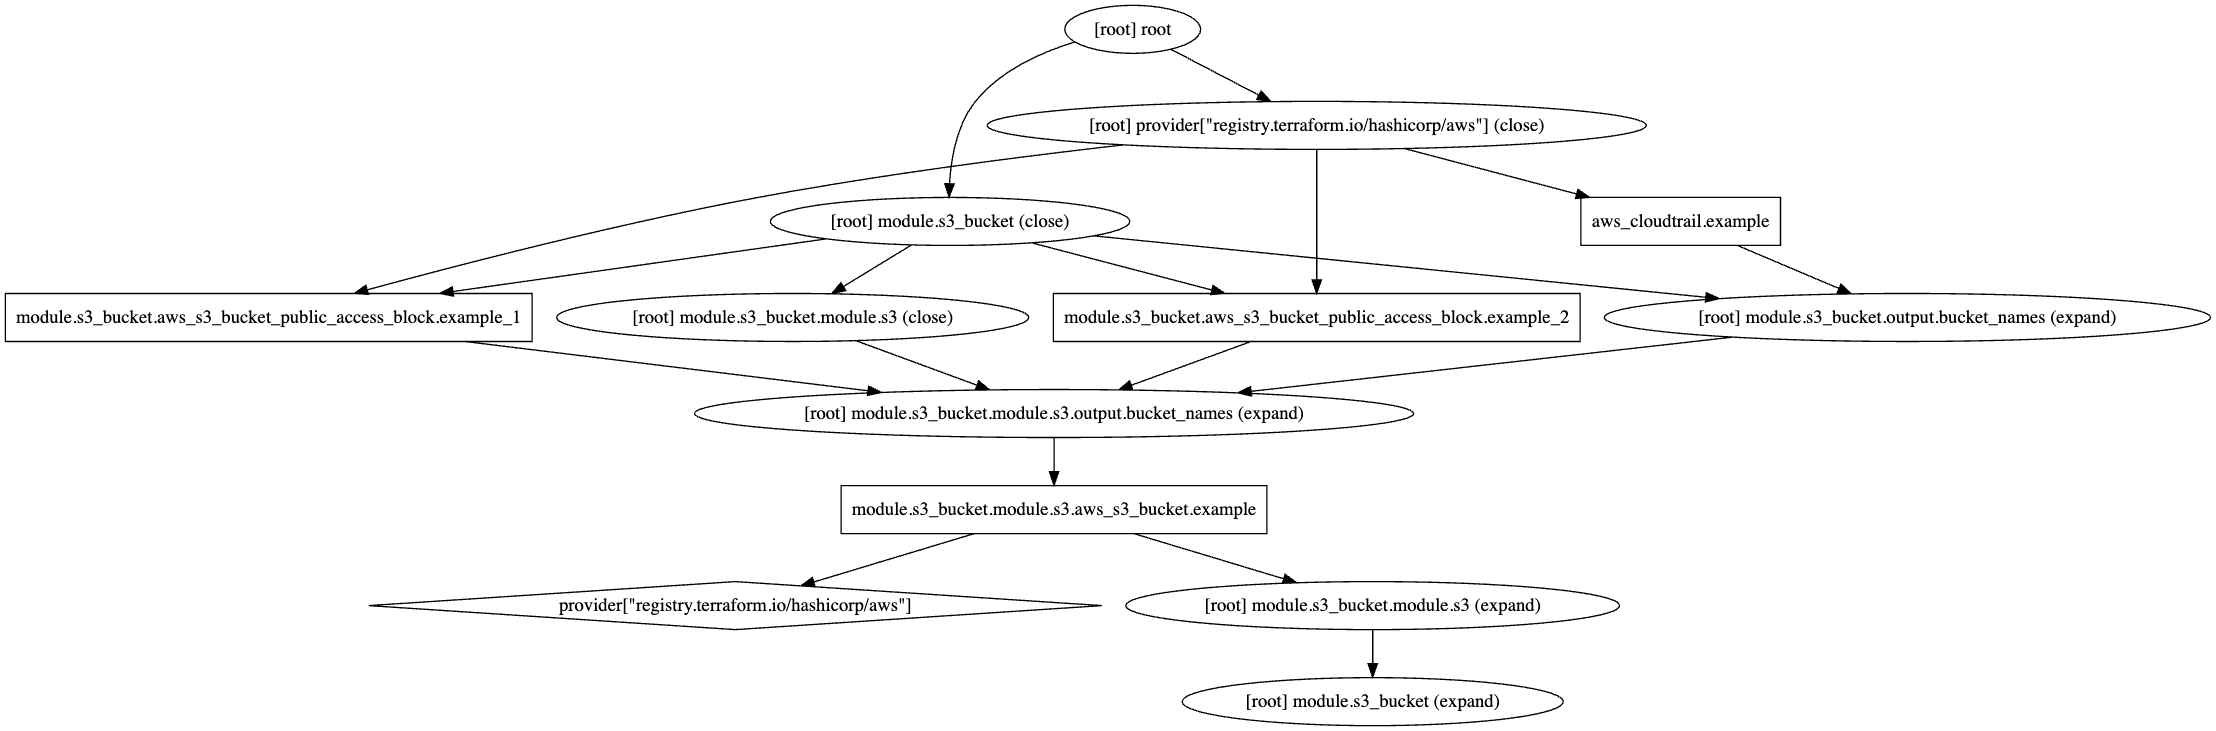 [root] root
[root] provider["registry.terraform.io/hashicorp/aws"] (close)
[root] module.s3_bucket (close)
aws_cloudtrail.example
module.s3_bucket.aws_s3_bucket_public_access_block.example_1
[root] module.s3_bucket.module.s3 (close)
module.s3_bucket.aws_s3_bucket_public_access_block.example_2
[root] module.s3_bucket.output.bucket_names (expand)
[root] module.s3_bucket.module.s3.output.bucket_names (expand)
module.s3_bucket.module.s3.aws_s3_bucket.example
provider["registry.terraform.io/hashicorp/aws"]
[root] module.s3_bucket.module.s3 (expand)
[root] module.s3_bucket (expand)